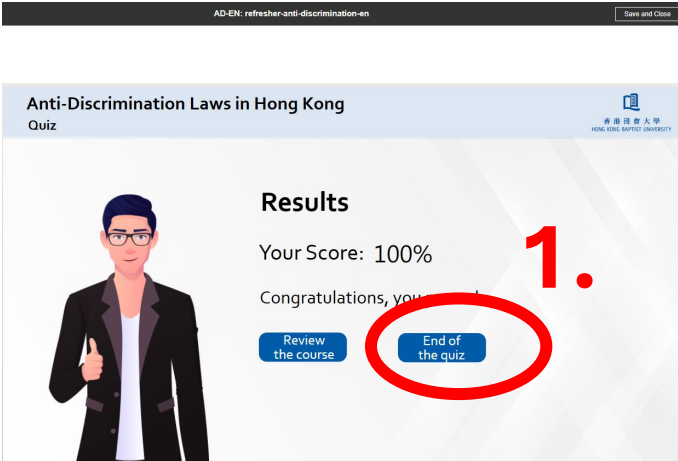 AD-EN: refresher-anti-discrimination-en
Save and Close
Anti-Discrimination Laws in Hong Kong
Quiz
香港浸會大學
HONG KONG BAPTIST UNIVERSITY
Results
Your Score: 100%
Congratulations, you
1.
Review
the course
End of
the quiz